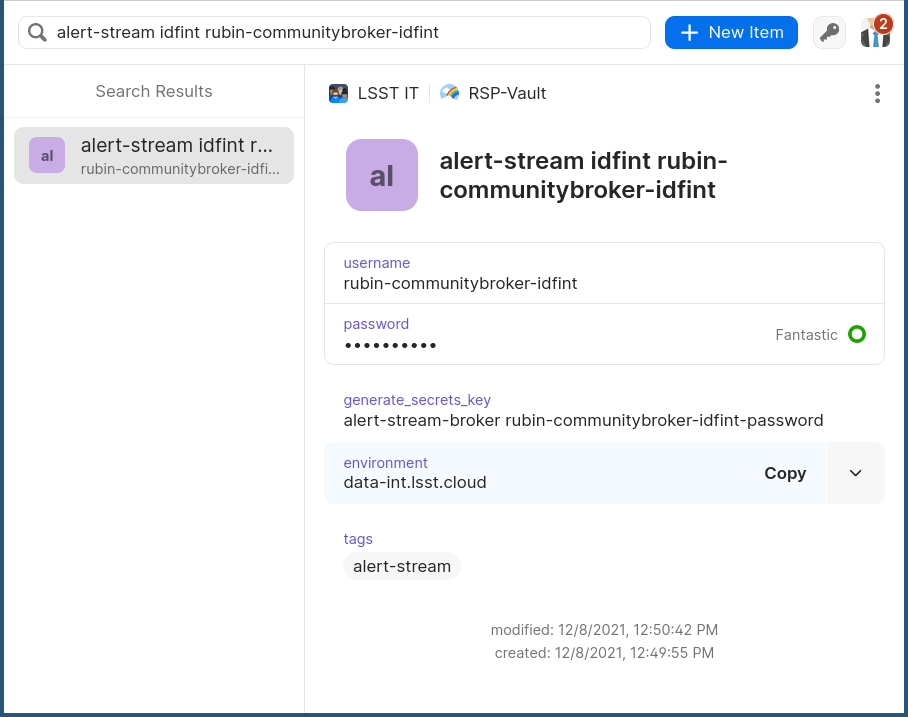 alert-stream idfint rubin-communitybroker-idfint
New Item
2
Search Results
al
alert-stream idfint r...
rubin-communitybroker-idfi...
LSST IT
RSP-Vault
al
alert-stream idfint rubin-
communitybroker-idfint
username
rubin-communitybroker-idfint
password
••••••••••
Fantastic
generate_secrets_key
alert-stream-broker rubin-communitybroker-idfint-password
environment
data-int.lsst.cloud
Copy
tags
alert-stream
modified: 12/8/2021, 12:50:42 PM
created: 12/8/2021, 12:49:55 PM